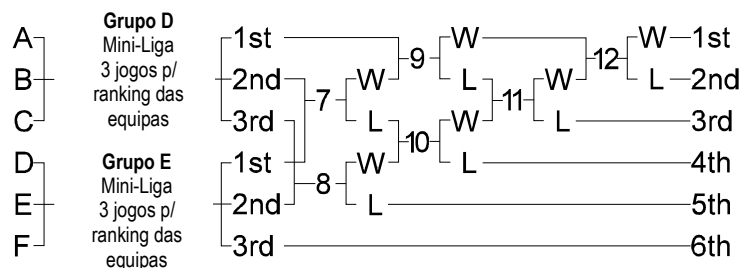 Grupo D
A 1st 9 W 12 W 1st
Mini-Liga
B 3 jogos p/ 2nd 7 W L 11 W L 2nd
ranking das
C equipas 3rd L 10 W L 3rd
D Grupo E 1st 8 W L 4th
Mini-Liga
E 3 jogos p/ 2nd L 5th
ranking das
F equipas 3rd 6th